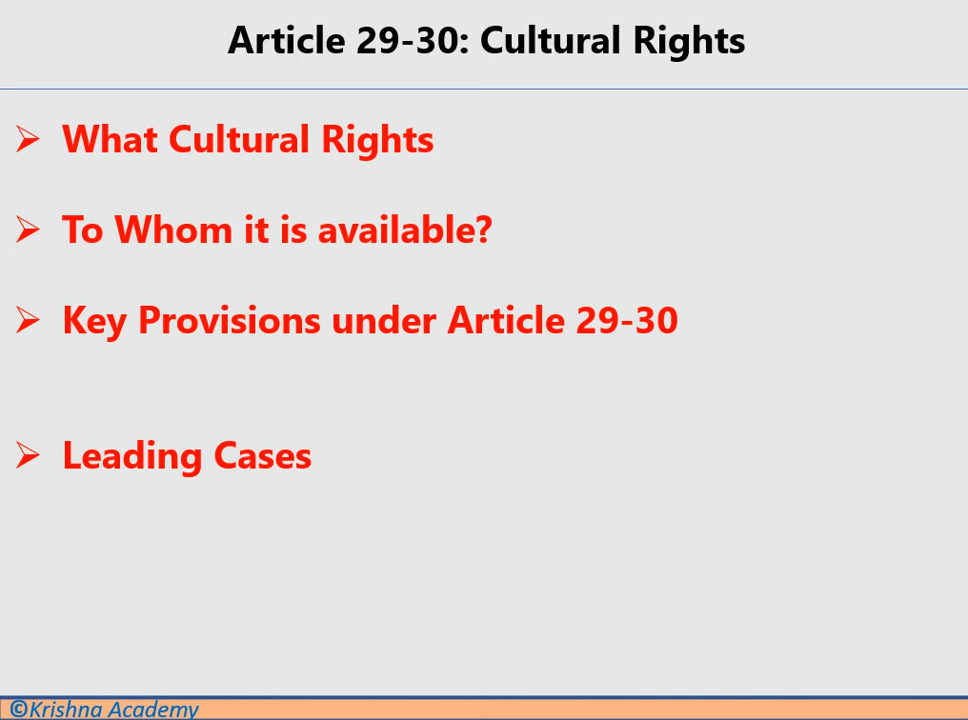 Article 29-30: Cultural Rights
➢ What Cultural Rights
➢ To Whom it is available?
➢ Key Provisions under Article 29-30
➢ Leading Cases
©Krishna Academy